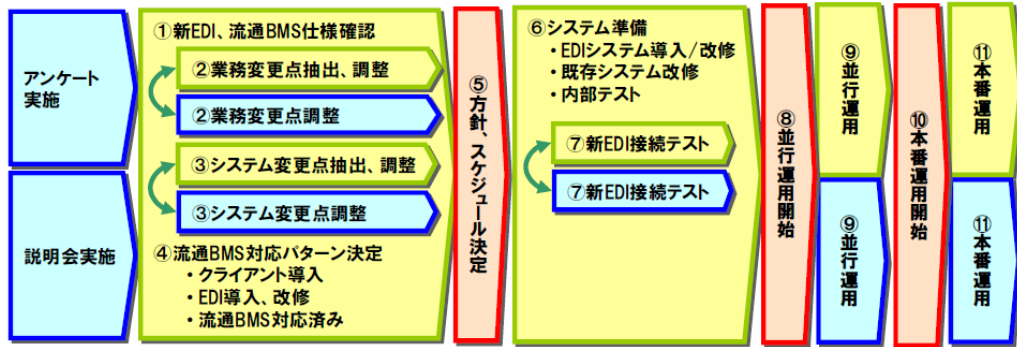 アンケート
実施
説明会実施
①新EDI、流通BMS仕様確認
②業務変更点抽出、調整
②業務変更点調整
③システム変更点抽出、調整
③システム変更点調整
④流通BMS対応パターン決定
・クライアント導入
・EDI導入、改修
・流通BMS対応済み
⑤方針、スケジュール決定
⑥システム準備
・EDIシステム導入/改修
・既存システム改修
・内部テスト
⑦新EDI接続テスト
⑦新EDI接続テスト
⑧並行運用開始
⑨並行運用
⑨並行運用
⑩本番運用開始
⑪本番運用
⑪本番運用